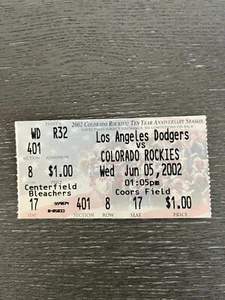 2002 COLORADO ROCKIES TEN YEAR ANNIVERSARY SEASON
WD R32
401
SECTION
8 $1.00
Centerfield
Bleachers
17
Los Angeles Dodgers
VS
COLORADO ROCKIES
Wed Jun 05,2002
01:05pm
Coors Field
401 8 17 $1.00
SECTION ROW SEAT PRICE